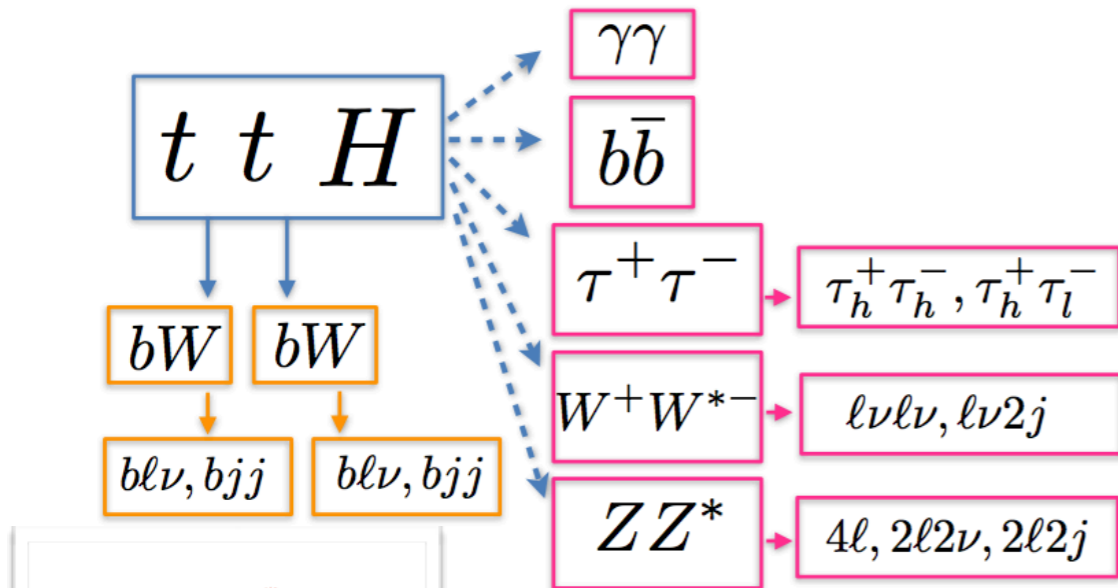 γγ
t t H
bb̄
τ⁺τ⁻
τₕ⁺τₕ⁻, τₕ⁺τₗ⁻
bW
bW
W⁺W*⁻
ℓνℓν, ℓν2j
bℓν, bjj
bℓν, bjj
ZZ*
4ℓ, 2ℓ2ν, 2ℓ2j